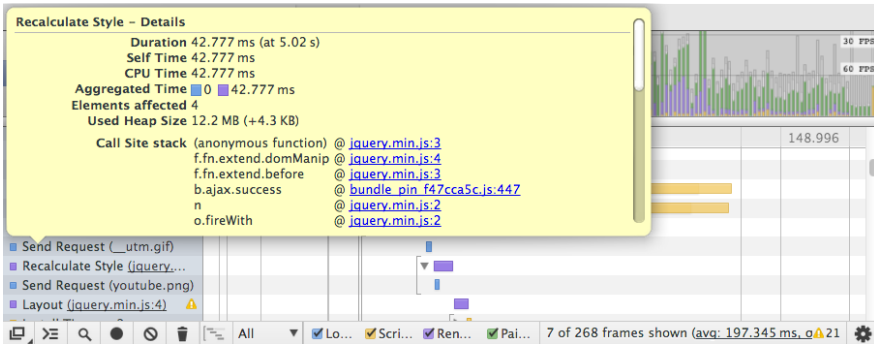 Recalculate Style – Details
Duration 42.777 ms (at 5.02 s)
Self Time 42.777 ms
CPU Time 42.777 ms
Aggregated Time 0 42.777 ms
Elements affected 4
Used Heap Size 12.2 MB (+4.3 KB)
Call Site stack (anonymous function) @ jquery.min.js:3
f.fn.extend.domManip @ jquery.min.js:4
f.fn.extend.before @ jquery.min.js:3
b.ajax.success @ bundle_pin_f47cca5c.js:447
n @ jquery.min.js:2
o.fireWith @ jquery.min.js:2
30 FPS
60 FPS
148.996
Send Request (__utm.gif)
Recalculate Style (jquery....
Send Request (youtube.png)
Layout (jquery.min.js:4)
All Lo... Scri... Ren... Pai... 7 of 268 frames shown (avg: 197.345 ms, σ 21